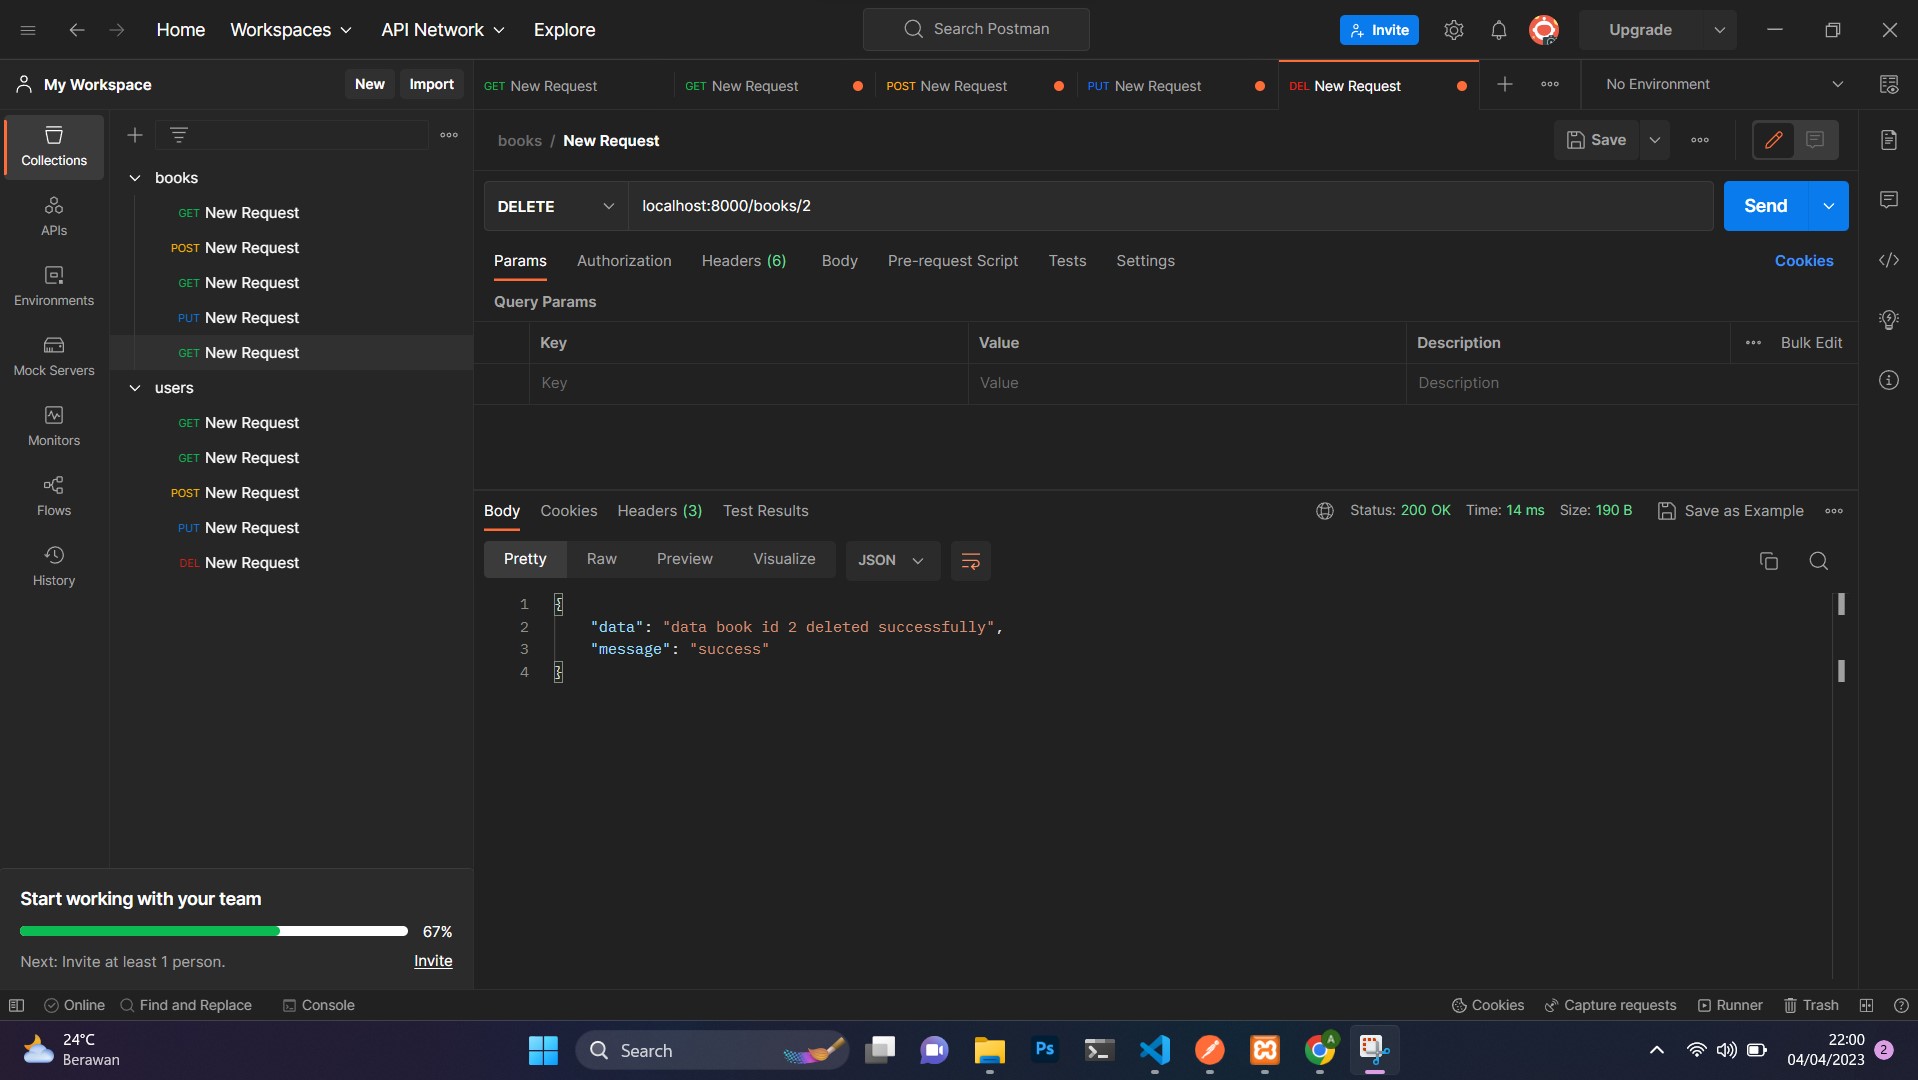 Home
Workspaces
API Network
Explore
Search Postman
Invite
Upgrade
My Workspace
New
Import
GET New Request
GET New Request
POST New Request
PUT New Request
DEL New Request
No Environment
Collections
APIs
Environments
Mock Servers
Monitors
Flows
History
books
GET New Request
POST New Request
GET New Request
PUT New Request
GET New Request
users
GET New Request
GET New Request
POST New Request
PUT New Request
DEL New Request
Start working with your team
67%
Next: Invite at least 1 person.
Invite
books / New Request
Save
DELETE
localhost:8000/books/2
Send
Params
Authorization
Headers (6)
Body
Pre-request Script
Tests
Settings
Cookies
Query Params
Key
Value
Description
Bulk Edit
Key
Value
Description
Body
Cookies
Headers (3)
Test Results
Status: 200 OK
Time: 14 ms
Size: 190 B
Save as Example
Pretty
Raw
Preview
Visualize
JSON
1 {
2 "data": "data book id 2 deleted successfully",
3 "message": "success"
4 }
Online
Find and Replace
Console
Cookies
Capture requests
Runner
Trash
24°C
Berawan
Search
Ps
A
22:00
04/04/2023
2